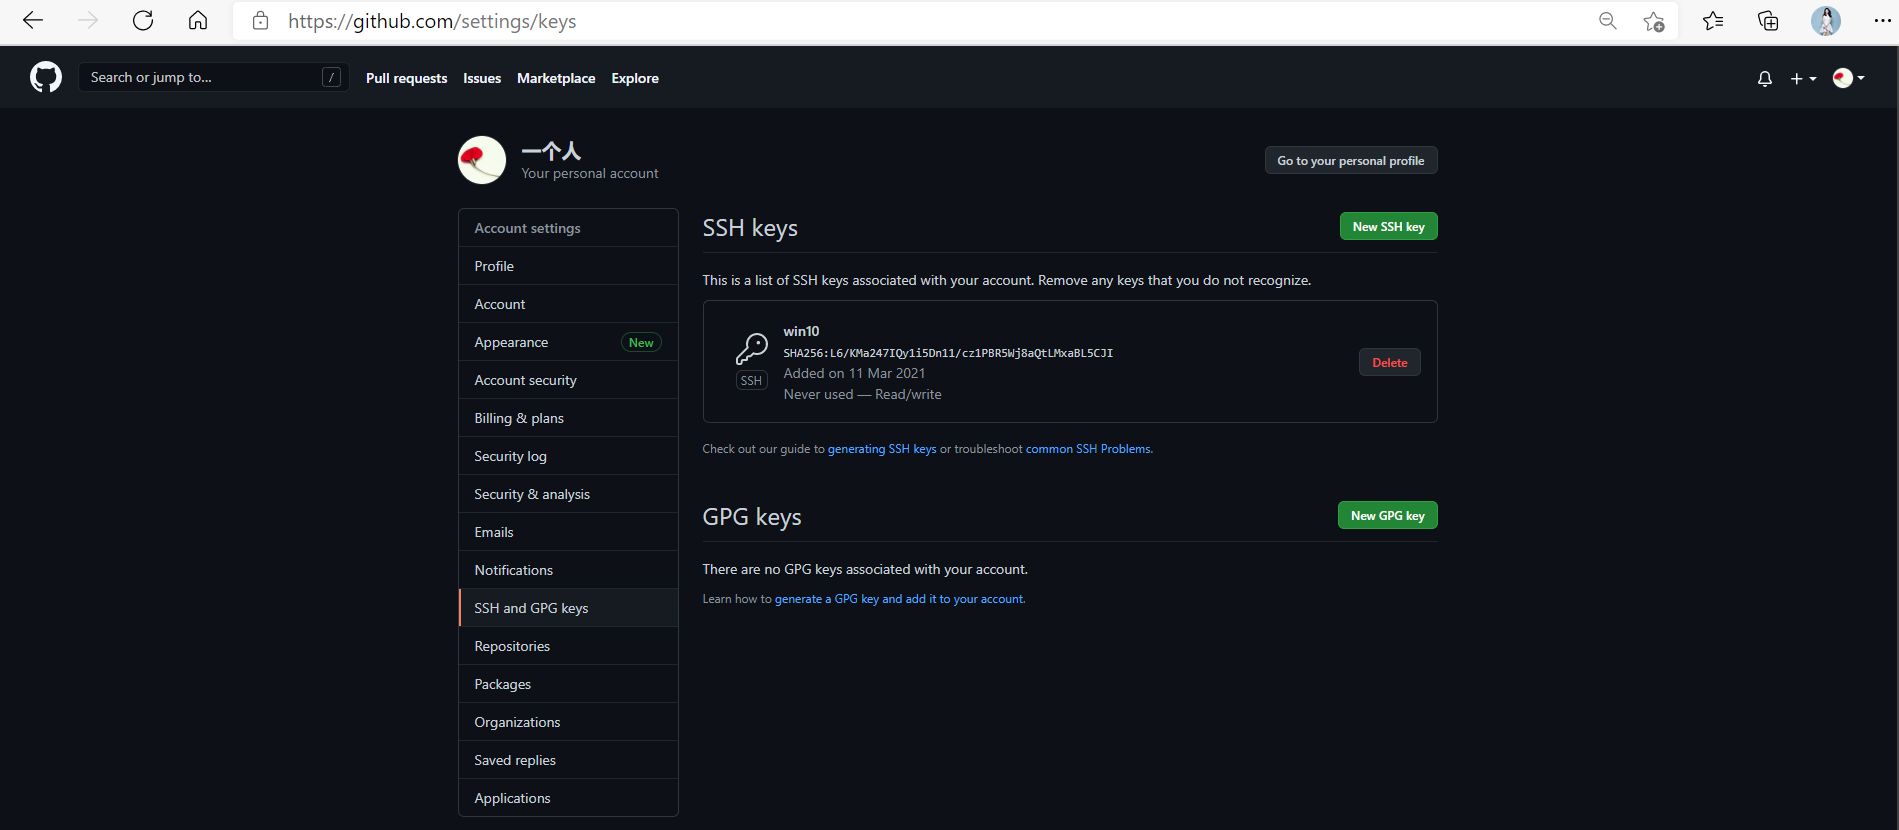 https://github.com/settings/keys
Search or jump to... / Pull requests Issues Marketplace Explore
一个人
Your personal account
Go to your personal profile
Account settings
Profile
Account
Appearance New
Account security
Billing & plans
Security log
Security & analysis
Emails
Notifications
SSH and GPG keys
Repositories
Packages
Organizations
Saved replies
Applications
SSH keys
New SSH key
This is a list of SSH keys associated with your account. Remove any keys that you do not recognize.
win10
SHA256:L6/KMa247IQy1i5Dn11/cz1PBR5Wj8aQtLMxaBL5CJI
Added on 11 Mar 2021
Never used — Read/write
SSH
Delete
Check out our guide to generating SSH keys or troubleshoot common SSH Problems.
GPG keys
New GPG key
There are no GPG keys associated with your account.
Learn how to generate a GPG key and add it to your account.